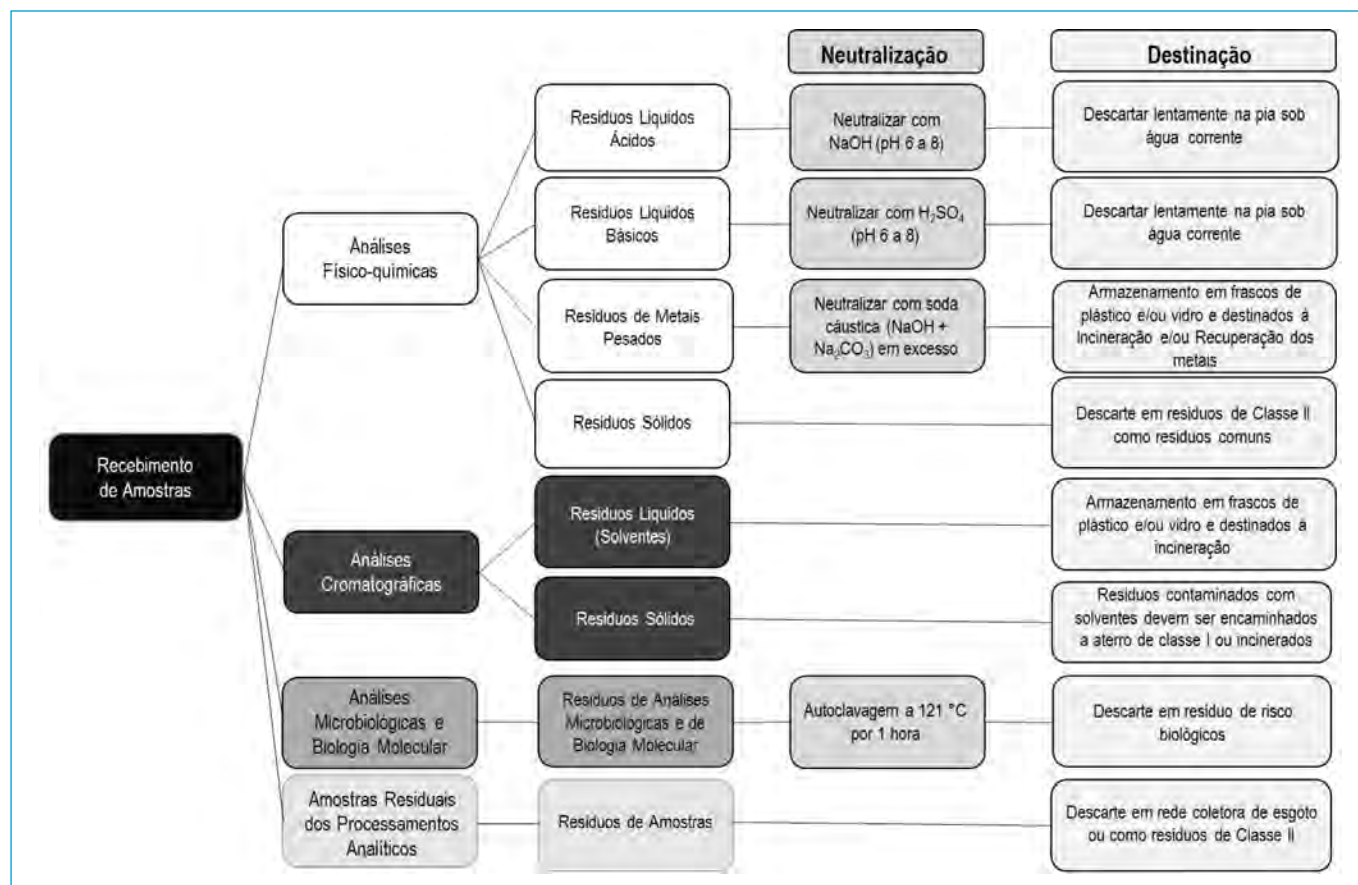 Neutralização
Destinação
Resíduos Líquidos
Ácidos
Neutralizar com
NaOH (pH 6 a 8)
Descartar lentamente na pia sob
água corrente
Resíduos Líquidos
Básicos
Neutralizar com H₂SO₄
(pH 6 a 8)
Descartar lentamente na pia sob
água corrente
Análises
Físico-químicas
Resíduos de Metais
Pesados
Neutralizar com soda
cáustica (NaOH +
Na₂CO₃) em excesso
Armazenamento em frascos de
plástico e/ou vidro e destinados à
Incineração e/ou Recuperação dos
metais
Resíduos Sólidos
Descarte em resíduos de Classe II
como resíduos comuns
Recebimento
de Amostras
Análises
Cromatográficas
Resíduos Líquidos
(Solventes)
Armazenamento em frascos de
plástico e/ou vidro e destinados à
incineração
Resíduos Sólidos
Resíduos contaminados com
solventes devem ser encaminhados
a aterro de classe I ou incinerados
Análises
Microbiológicas e
Biologia Molecular
Resíduos de Análises
Microbiológicas e de
Biologia Molecular
Autoclavagem a 121 °C
por 1 hora
Descarte em resíduo de risco
biológicos
Amostras Residuais
dos Processamentos
Analíticos
Resíduos de Amostras
Descarte em rede coletora de esgoto
ou como resíduos de Classe II